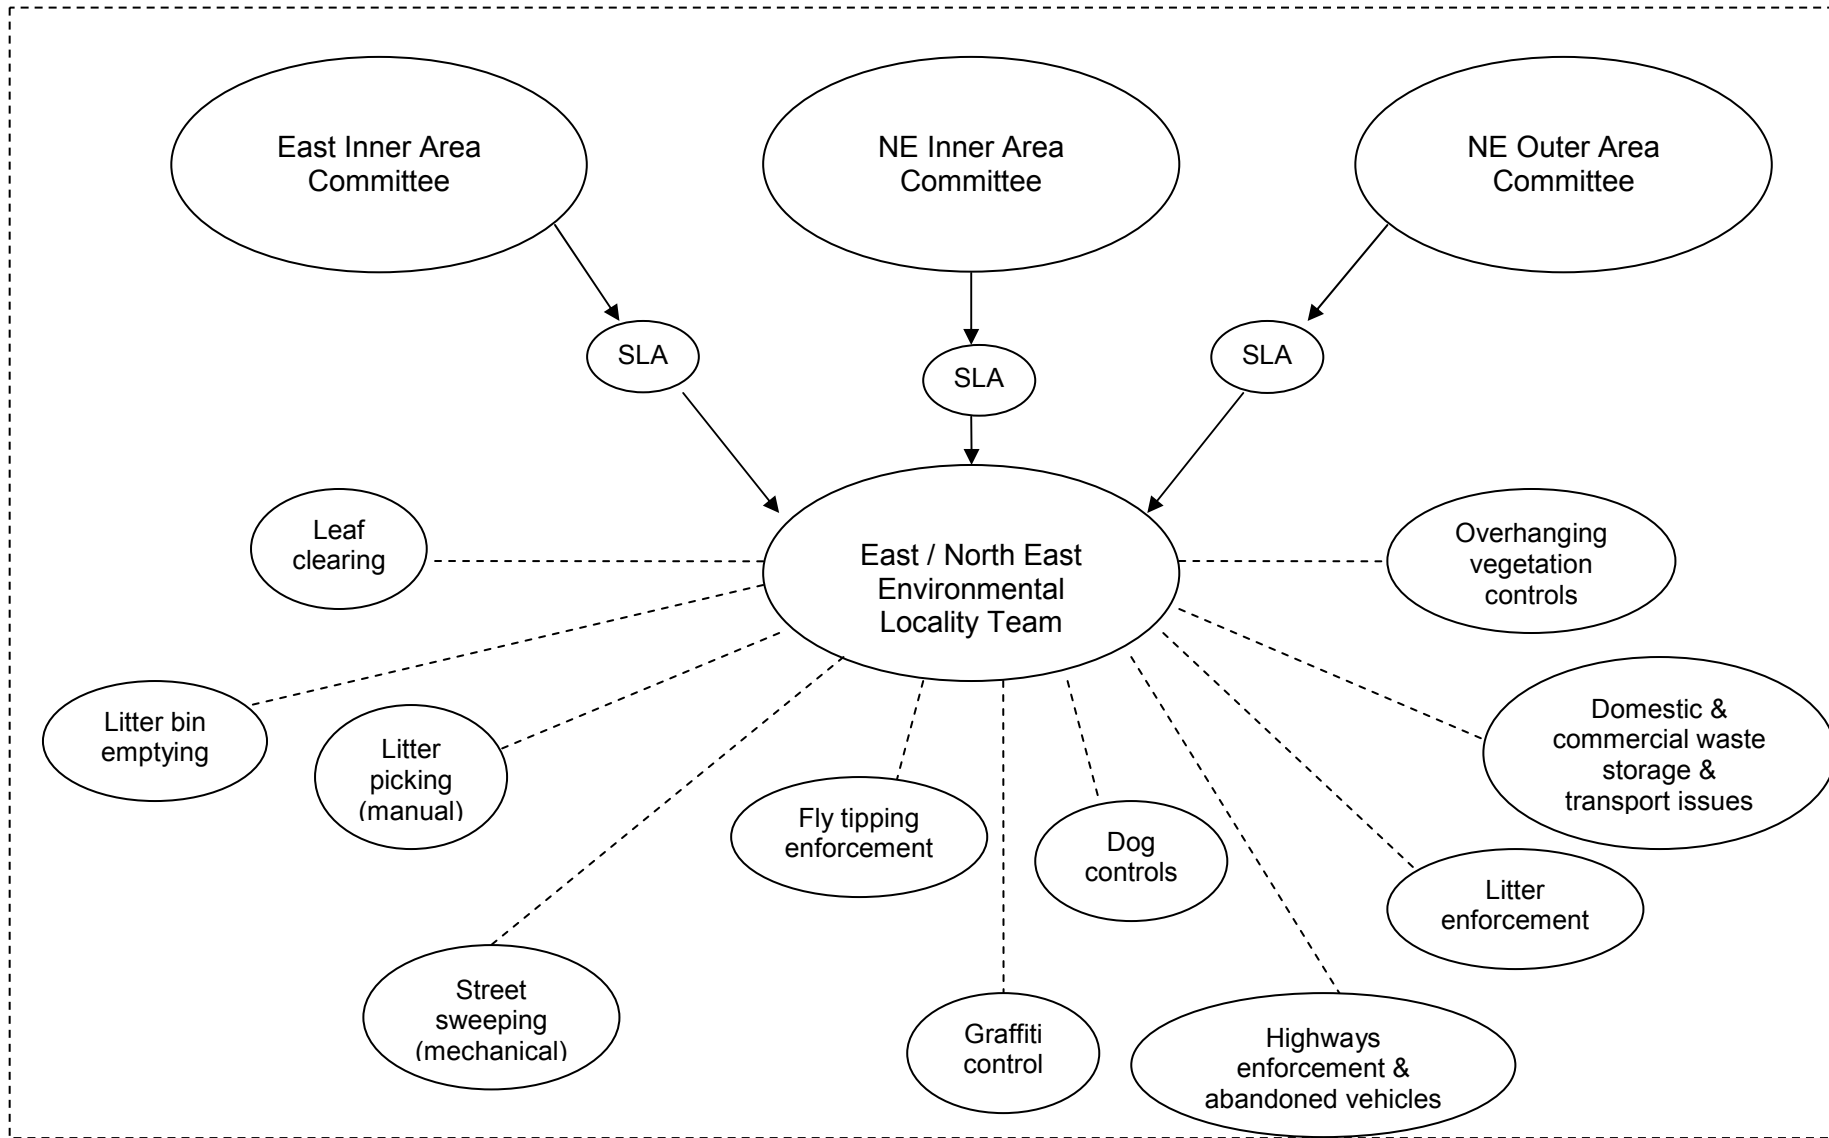 East Inner Area
Committee
NE Inner Area
Committee
NE Outer Area
Committee
SLA
SLA
SLA
East / North East
Environmental
Locality Team
Leaf
clearing
Overhanging
vegetation
controls
Litter bin
emptying
Litter
picking
(manual)
Domestic &
commercial waste
storage &
transport issues
Fly tipping
enforcement
Dog
controls
Litter
enforcement
Street
sweeping
(mechanical)
Graffiti
control
Highways
enforcement &
abandoned vehicles